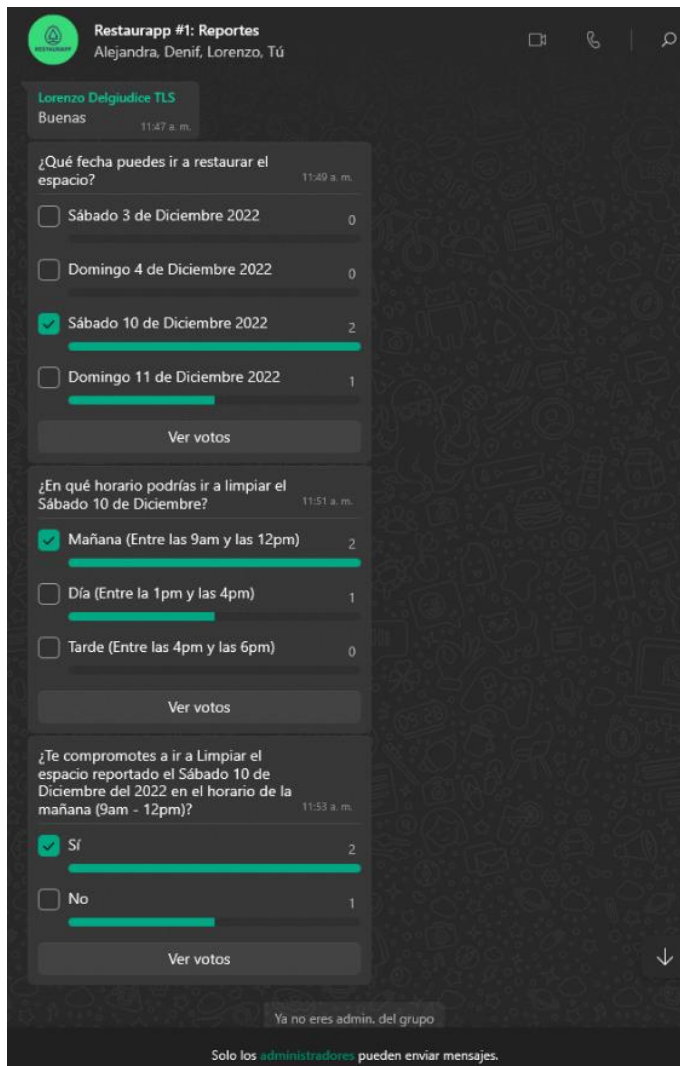 Restaurapp #1: Reportes
Alejandra, Denif, Lorenzo, Tú
RESTAURAPP
Lorenzo Delgiudice TLS
Buenas
11:47 a. m.
¿Qué fecha puedes ir a restaurar el
espacio?
11:49 a. m.
Sábado 3 de Diciembre 2022 0
Domingo 4 de Diciembre 2022 0
Sábado 10 de Diciembre 2022 2
Domingo 11 de Diciembre 2022 1
Ver votos
¿En qué horario podrías ir a limpiar el
Sábado 10 de Diciembre?
11:51 a. m.
Mañana (Entre las 9am y las 12pm) 2
Día (Entre la 1pm y las 4pm) 1
Tarde (Entre las 4pm y las 6pm) 0
Ver votos
¿Te compromotes a ir a Limpiar el
espacio reportado el Sábado 10 de
Diciembre del 2022 en el horario de la
mañana (9am - 12pm)?
11:53 a. m.
Sí 2
No 1
Ver votos
Ya no eres admin. del grupo
Solo los administradores pueden enviar mensajes.